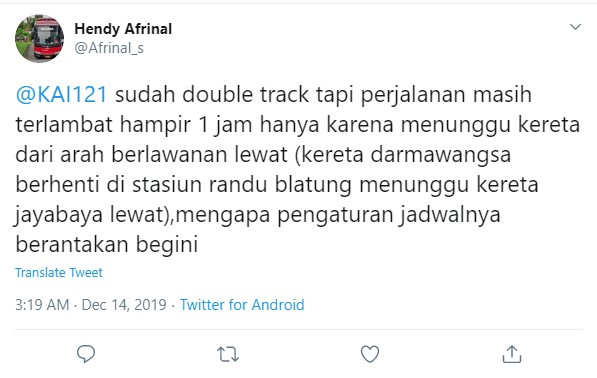 Hendy Afrinal
@Afrinal_s
@KAI121 sudah double track tapi perjalanan masih
terlambat hampir 1 jam hanya karena menunggu kereta
dari arah berlawanan lewat (kereta darmawangsa
berhenti di stasiun randu blatung menunggu kereta
jayabaya lewat),mengapa pengaturan jadwalnya
berantakan begini
Translate Tweet
3:19 AM · Dec 14, 2019 · Twitter for Android